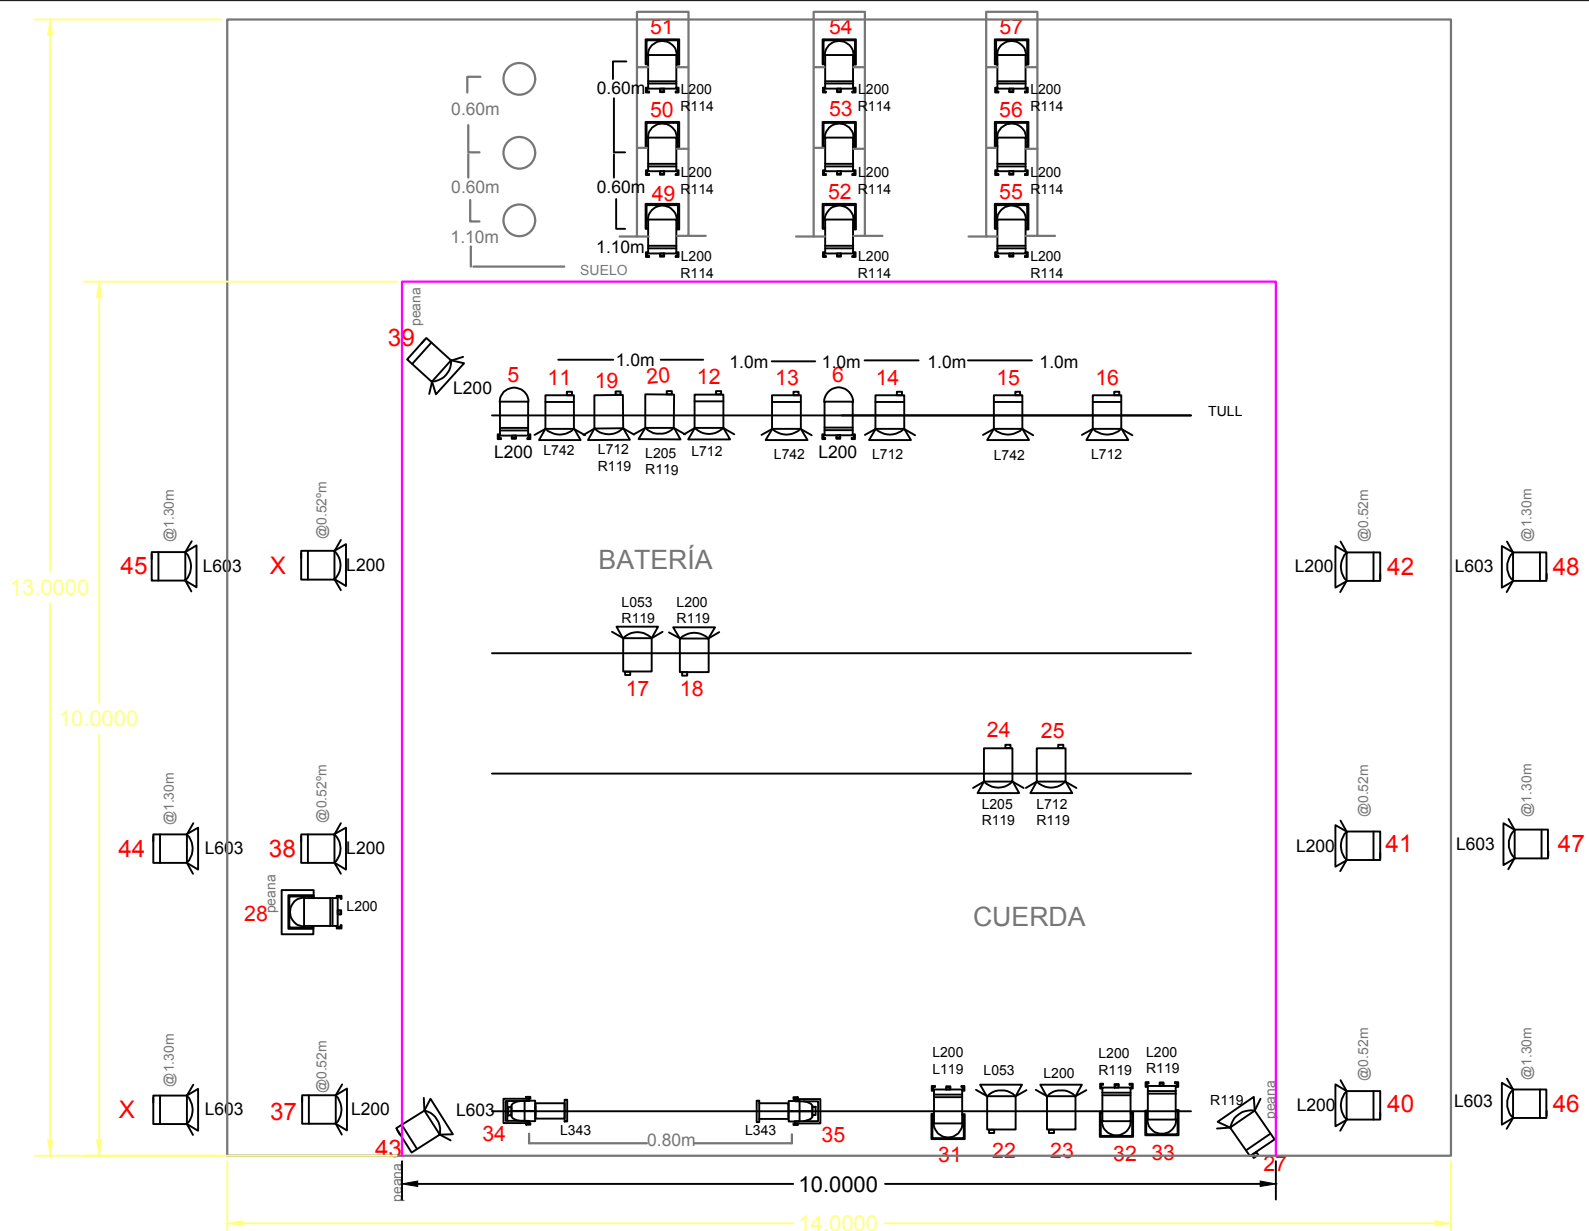 51
54
57
0.60m
L200
R114
L200
R114
L200
R114
0.60m
50
53
56
0.60m
L200
R114
L200
R114
L200
R114
0.60m
49
52
55
1.10m
1.10m
L200
R114
L200
R114
L200
R114
SUELO
peana
39
L200
1.0m
1.0m
1.0m
1.0m
1.0m
5
11
19
20
12
13
6
14
15
16
TULL
L200
L742
L712
R119
L205
R119
L712
L742
L200
L712
L742
L712
@1.30m
@0.52ºm
@0.52m
@1.30m
45
L603
X
L200
BATERÍA
L200
42
L603
48
13.0000
L053
R119
L200
R119
17
18
10.0000
24
25
L205
R119
L712
R119
@1.30m
@0.52ºm
@0.52m
@1.30m
44
L603
38
L200
L200
41
L603
47
peana
28
L200
CUERDA
@1.30m
@0.52m
@0.52m
@1.30m
X
L603
37
L200
43
peana
L603
34
L343
0.80m
L343
35
L200
L119
31
L053
22
L200
23
L200
R119
32
L200
R119
33
R119
peana
27
L200
40
L603
46
10.0000
14.0000